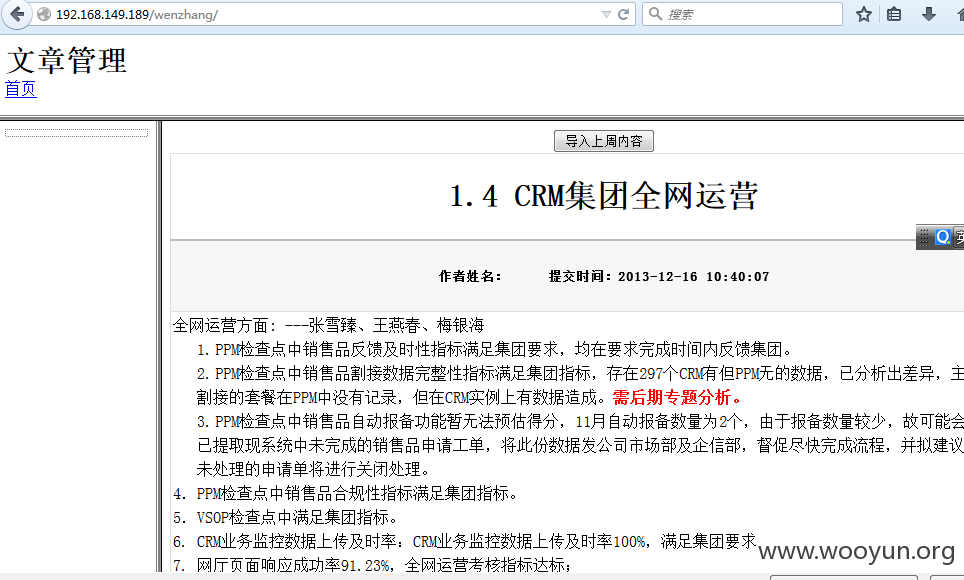 192.168.149.189/wenzhang/
搜索
文章管理
首页
导入上周内容
1.4 CRM集团全网运营
英
作者姓名： 提交时间：2013-12-16 10:40:07
全网运营方面：---张雪臻、王燕春、梅银海
1. PPM检查点中销售品反馈及时性指标满足集团要求，均在要求完成时间内反馈集团。
2. PPM检查点中销售品割接数据完整性指标满足集团指标，存在297个CRM有但PPM无的数据，已分析出差异，主
割接的套餐在PPM中没有记录，但在CRM实例上有数据造成。需后期专题分析。
3. PPM检查点中销售品自动报备功能暂无法预估得分，11月自动报备数量为2个，由于报备数量较少，故可能会
已提取现系统中未完成的销售品申请工单，将此份数据发公司市场部及企信部，督促尽快完成流程，并拟建议
未处理的申请单将进行关闭处理。
4. PPM检查点中销售品合规性指标满足集团指标。
5. VSOP检查点中满足集团指标。
6. CRM业务监控数据上传及时率：CRM业务监控数据上传及时率100%，满足集团要求
www.wooyun.org
7. 网厅页面响应成功率91.23%，全网运营考核指标达标；